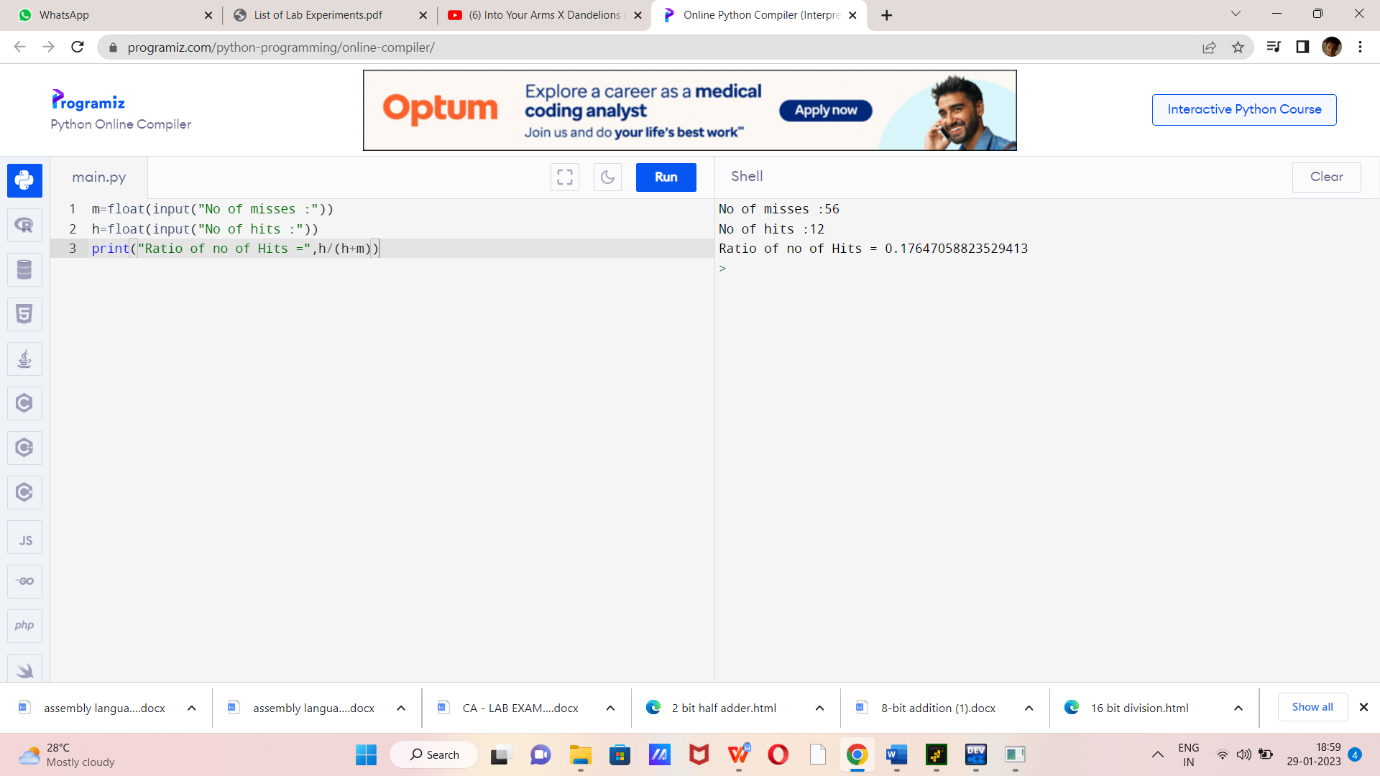 WhatsApp
List of Lab Experiments.pdf
(6) Into Your Arms X Dandelions
Online Python Compiler (Interpre
programiz.com/python-programming/online-compiler/
Programiz
Python Online Compiler
Optum
Explore a career as a medical
coding analyst
Join us and do your life's best work℠
Apply now
Interactive Python Course
main.py
Run
Shell
Clear
1 m=float(input("No of misses :"))
2 h=float(input("No of hits :"))
3 print("Ratio of no of Hits =",h/(h+m))
No of misses :56
No of hits :12
Ratio of no of Hits = 0.17647058823529413
>
JS
GO
php
assembly langua....docx
assembly langua....docx
CA - LAB EXAM....docx
2 bit half adder.html
8-bit addition (1).docx
16 bit division.html
Show all
28°C
Mostly cloudy
Search
DEV
ENG
IN
18:59
29-01-2023
4